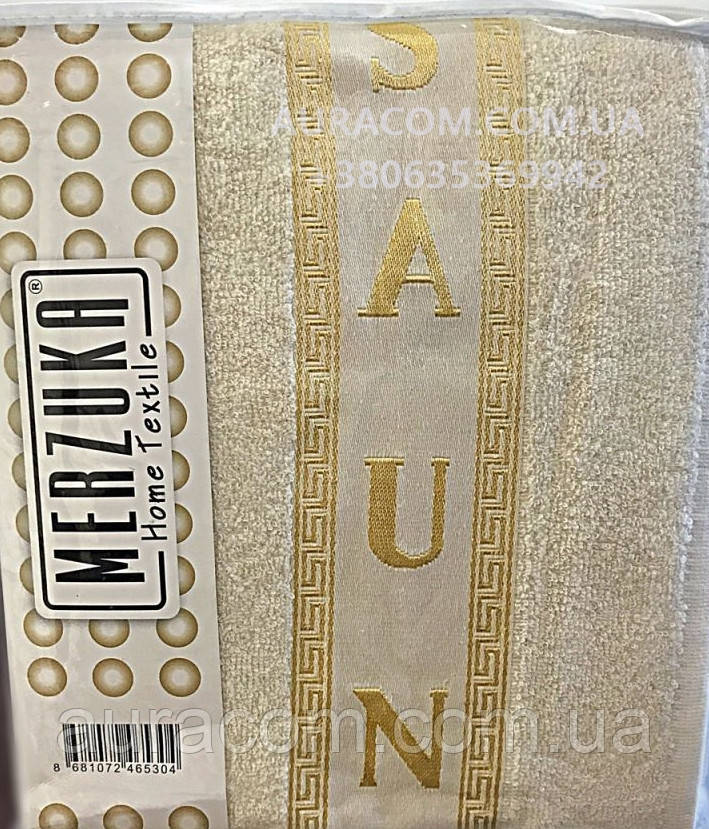 S
A
U
N
AURACOM.COM.UA
+380635369942
MERZUKA®
Home Textile
8 681072 465304
auracom.com.ua